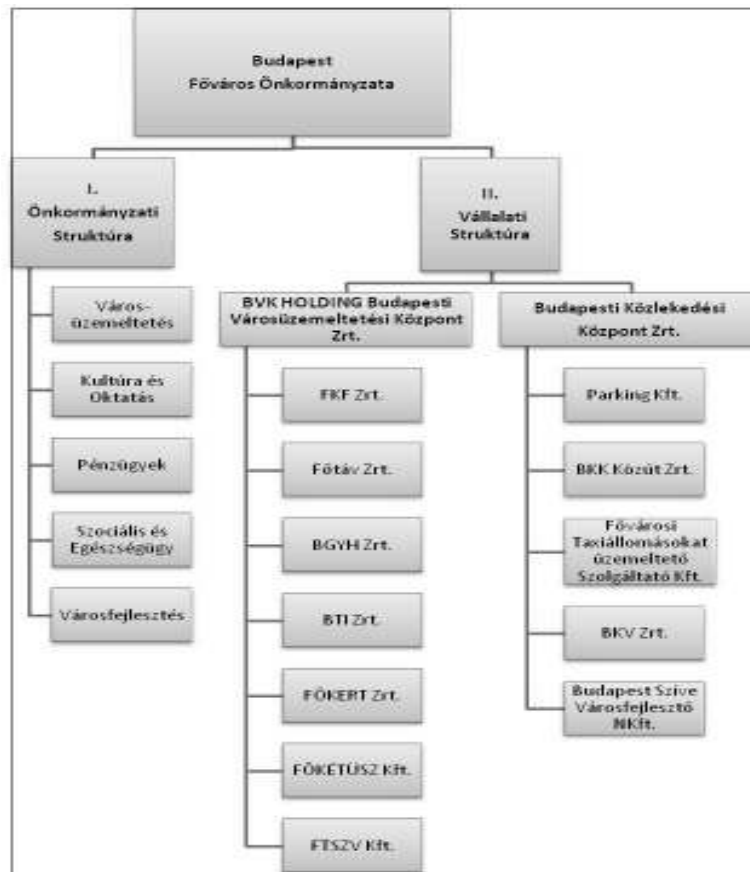 Budapest
Főváros Önkormányzata
I.
Önkormányzati
Struktúra
II.
Vállalati
Struktúra
Város-
üzemeltetés
Kultúra és
Oktatás
Pénzügyek
Szociális és
Egészségügy
Városfejlesztés
BVK HOLDING Budapesti
Városüzemeltetési Központ
Zrt.
FKF Zrt.
Főtáv Zrt.
BGYH Zrt.
BTI Zrt.
FŐKERT Zrt.
FŐKÉTÜSZ Kft.
FTSZV Kft.
Budapesti Közlekedési
Központ Zrt.
Parking Kft.
BKK Közút Zrt.
Fővárosi
Taxiállomásokat
üzemeltető
Szolgáltató Kft.
BKV Zrt.
Budapest Szíve
Városfejlesztő
NKft.